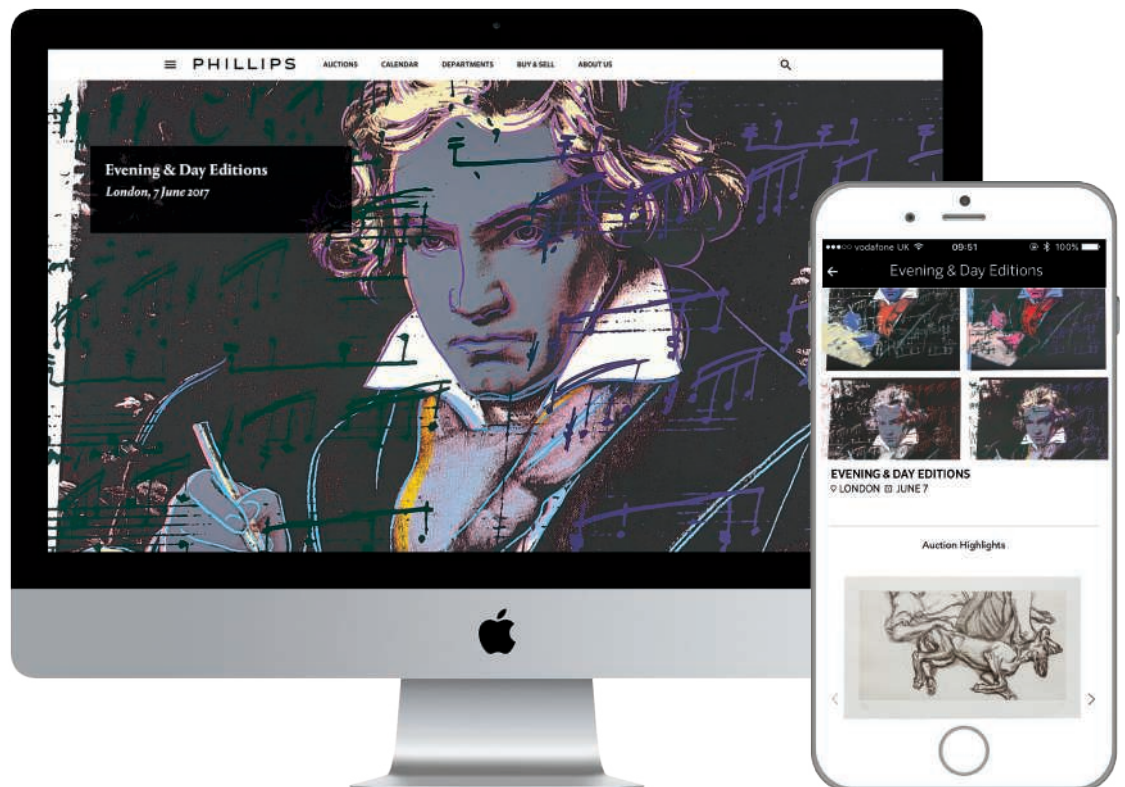 PHILLIPS AUCTIONS CALENDAR DEPARTMENTS BUY & SELL ABOUT US
Evening & Day Editions
London, 7 June 2017
vodafone UK 09:51 100%
Evening & Day Editions
EVENING & DAY EDITIONS
LONDON JUNE 7
Auction Highlights